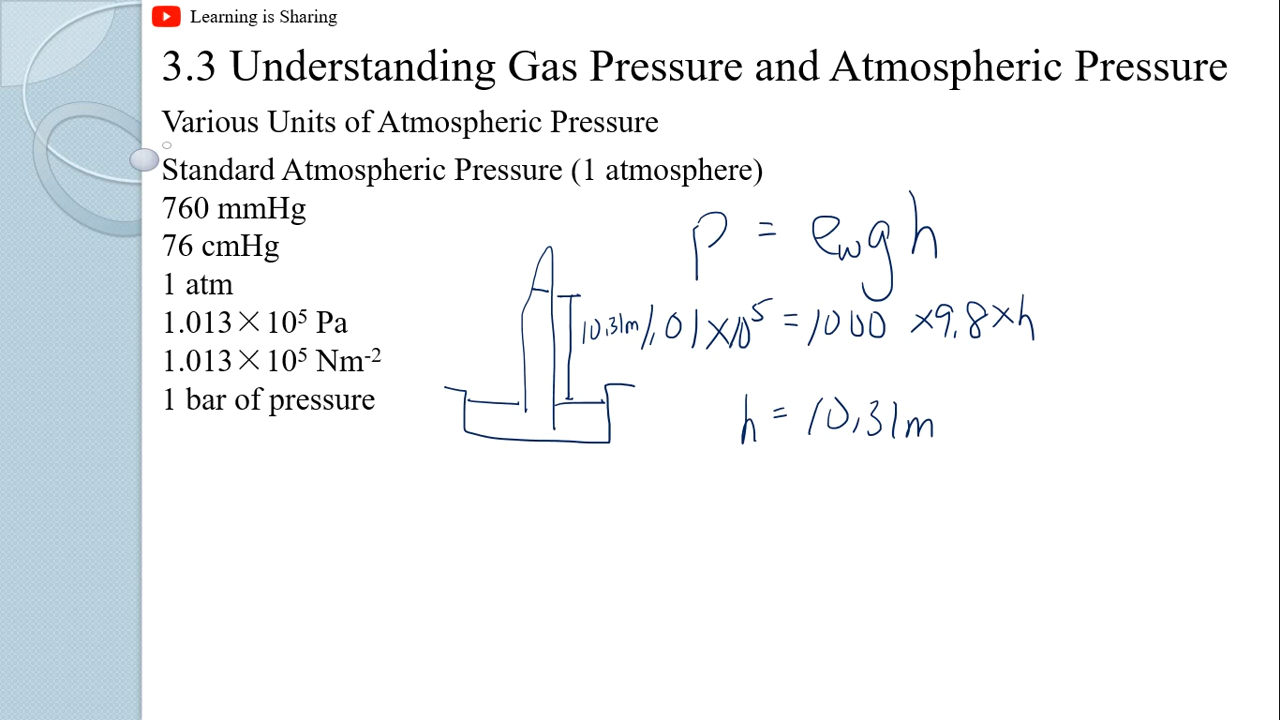 Learning is Sharing
3.3 Understanding Gas Pressure and Atmospheric Pressure
Various Units of Atmospheric Pressure
Standard Atmospheric Pressure (1 atmosphere)
760 mmHg
76 cmHg
1 atm
1.013×10⁵ Pa
1.013×10⁵ Nm⁻²
1 bar of pressure
P = ρwgh
10.31m
1.01×10⁵ = 1000 ×9.8×h
h = 10.31m